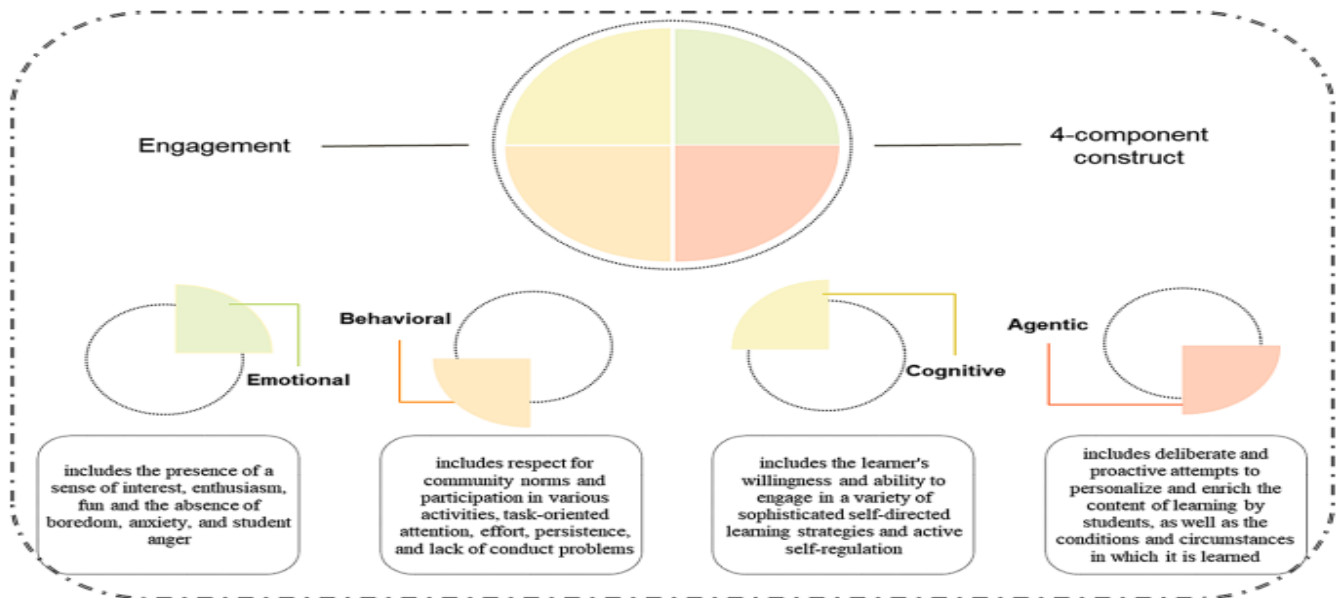 Engagement
4-component
construct
Emotional
Behavioral
Cognitive
Agentic
includes the presence of a
sense of interest, enthusiasm,
fun and the absence of
boredom, anxiety, and student
anger
includes respect for
community norms and
participation in various
activities, task-oriented
attention, effort, persistence,
and lack of conduct problems
includes the learner's
willingness and ability to
engage in a variety of
sophisticated self-directed
learning strategies and active
self-regulation
includes deliberate and
proactive attempts to
personalize and enrich the
content of learning by
students, as well as the
conditions and circumstances
in which it is learned